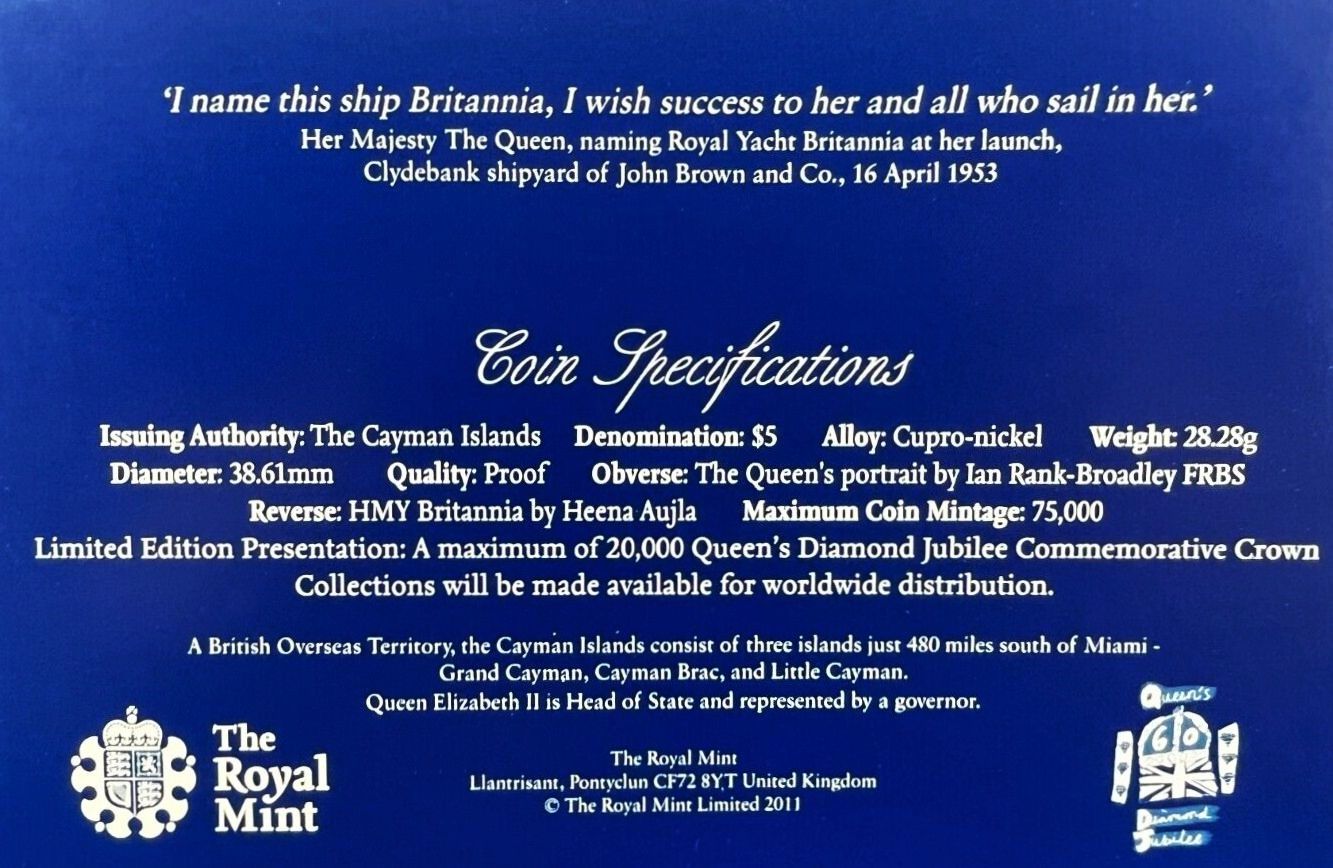 ‘I name this ship Britannia, I wish success to her and all who sail in her.’
Her Majesty The Queen, naming Royal Yacht Britannia at her launch,
Clydebank shipyard of John Brown and Co., 16 April 1953
Coin Specifications
Issuing Authority: The Cayman Islands Denomination: $5 Alloy: Cupro-nickel Weight: 28.28g
Diameter: 38.61mm Quality: Proof Obverse: The Queen's portrait by Ian Rank-Broadley FRBS
Reverse: HMY Britannia by Heena Aujla Maximum Coin Mintage: 75,000
Limited Edition Presentation: A maximum of 20,000 Queen’s Diamond Jubilee Commemorative Crown
Collections will be made available for worldwide distribution.
A British Overseas Territory, the Cayman Islands consist of three islands just 480 miles south of Miami -
Grand Cayman, Cayman Brac, and Little Cayman.
Queen Elizabeth II is Head of State and represented by a governor.
The
Royal
Mint
The Royal Mint
Llantrisant, Pontyclun CF72 8YT United Kingdom
© The Royal Mint Limited 2011
Queen's
60
Diamond
Jubilee